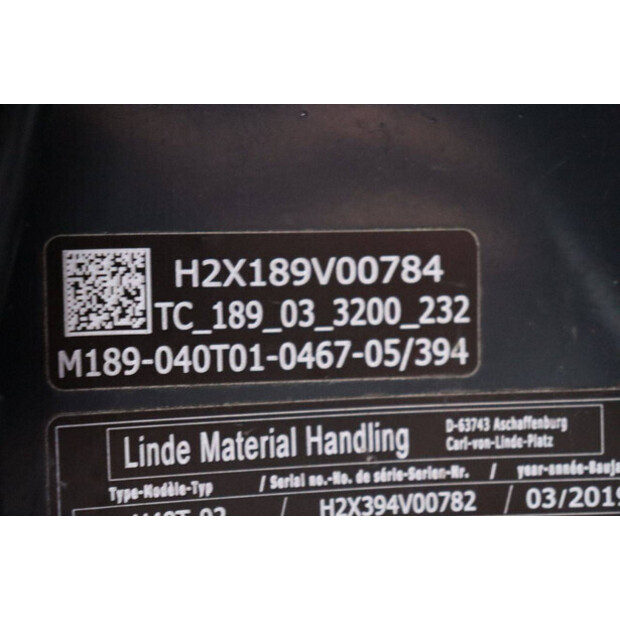 H2X189V00784
TC_189_03_3200_232
M189-040T01-0467-05/394
Linde Material Handling
D-63743 Aschaffenburg
Carl-von-Linde-Platz
Type-Modèle-Typ / Serial no.-No. de série-Serien-Nr. / year-année-Bauj
/ H2X394V00782 / 03/2019